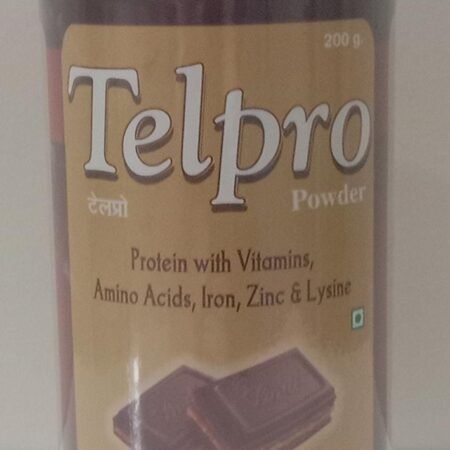 200 g.
Telpro
टेलप्रो
Powder
Protein with Vitamins,
Amino Acids, Iron, Zinc & Lysine